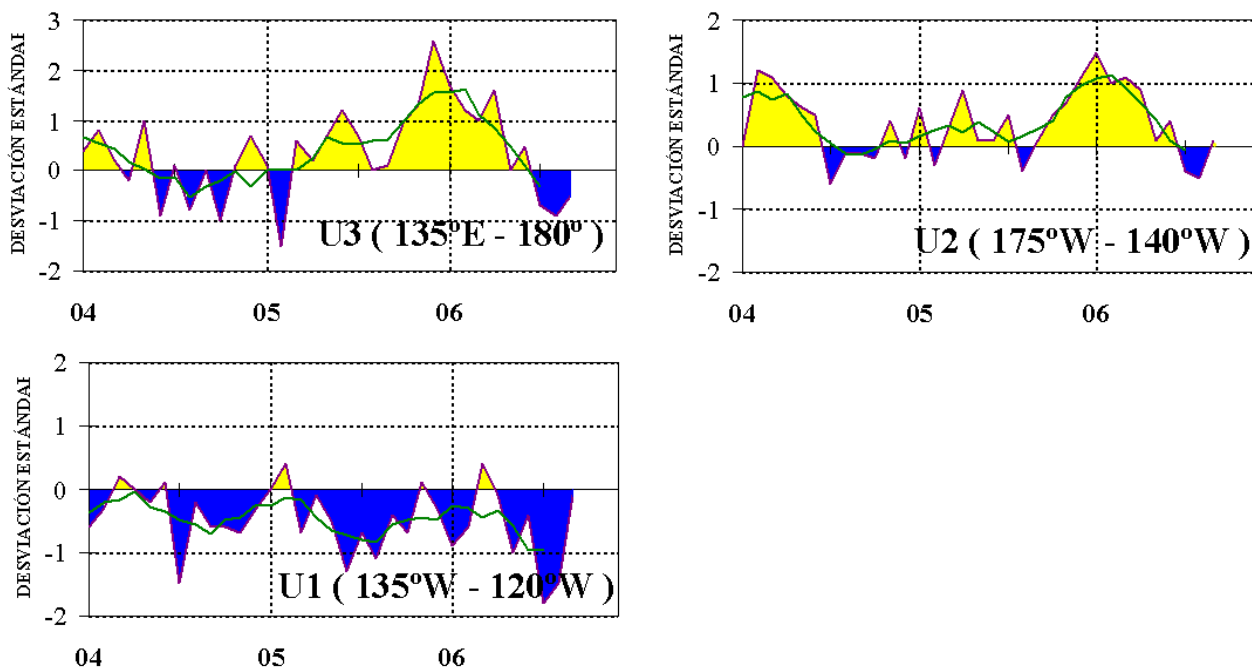 3
2
1
0
-1
-2
DESVIACIÓN ESTÁNDAI
U3 ( 135ºE - 180º )
04 05 06
2
1
0
-1
-2
DESVIACIÓN ESTÁNDAI
U2 ( 175ºW - 140ºW )
04 05 06
2
1
0
-1
-2
DESVIACIÓN ESTÁNDAI
U1 ( 135ºW - 120ºW )
04 05 06